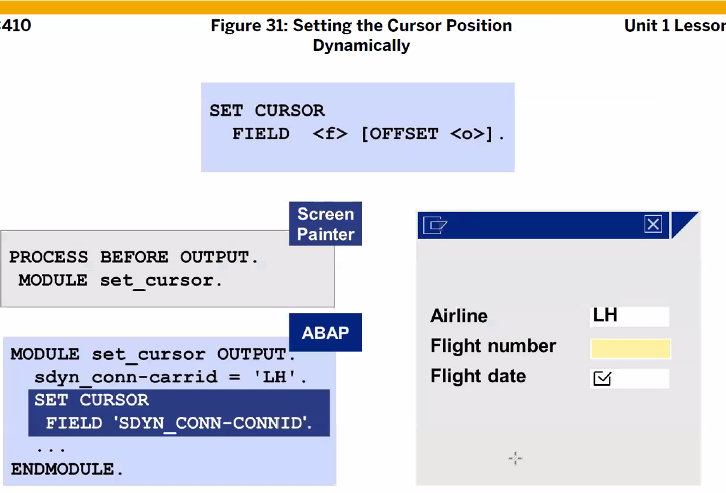 410
Figure 31: Setting the Cursor Position
Dynamically
Unit 1 Lesson
SET CURSOR
FIELD <f> [OFFSET <o>].
Screen
Painter
PROCESS BEFORE OUTPUT.
MODULE set_cursor.
ABAP
MODULE set_cursor OUTPUT.
sdyn_conn-carrid = 'LH'.
SET CURSOR
FIELD 'SDYN_CONN-CONNID'.
...
ENDMODULE.
Airline LH
Flight number
Flight date